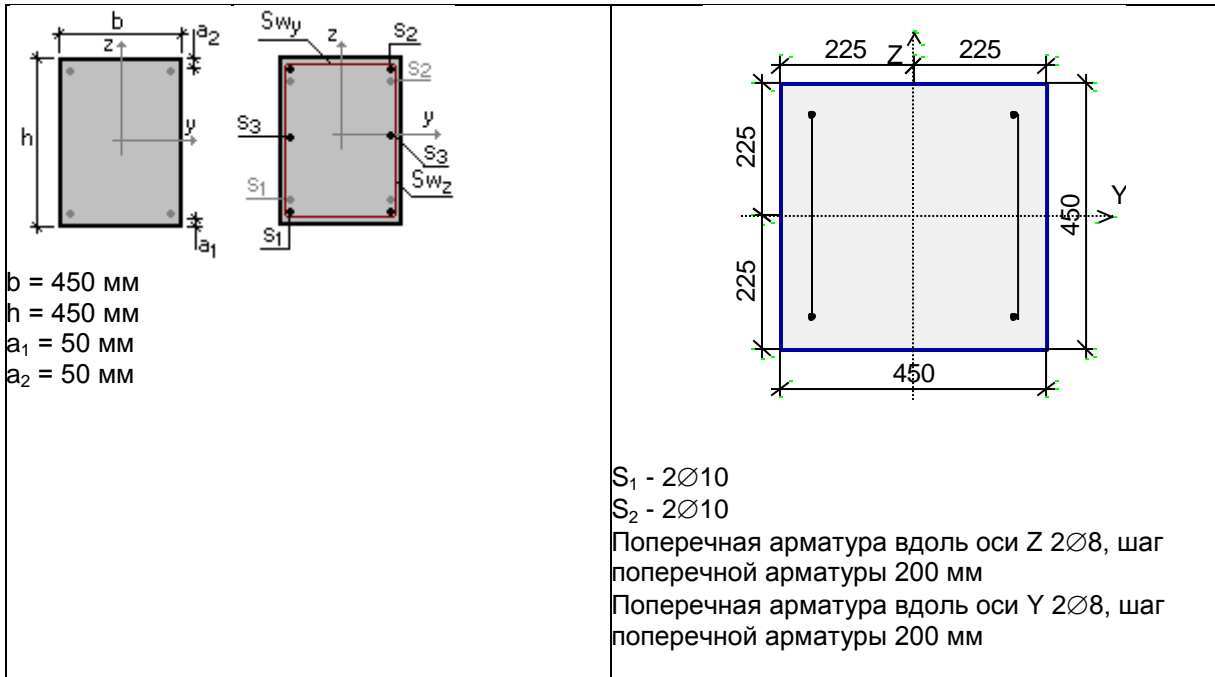 b
a₂
z
h
y
a₁
Swy
z
s₂
s₂
s₃
y
s₃
s₁
Swz
s₁
b = 450 мм
h = 450 мм
a₁ = 50 мм
a₂ = 50 мм
225
Z
225
225
Y
450
225
450
S₁ - 2∅10
S₂ - 2∅10
Поперечная арматура вдоль оси Z 2∅8, шаг
поперечной арматуры 200 мм
Поперечная арматура вдоль оси Y 2∅8, шаг
поперечной арматуры 200 мм